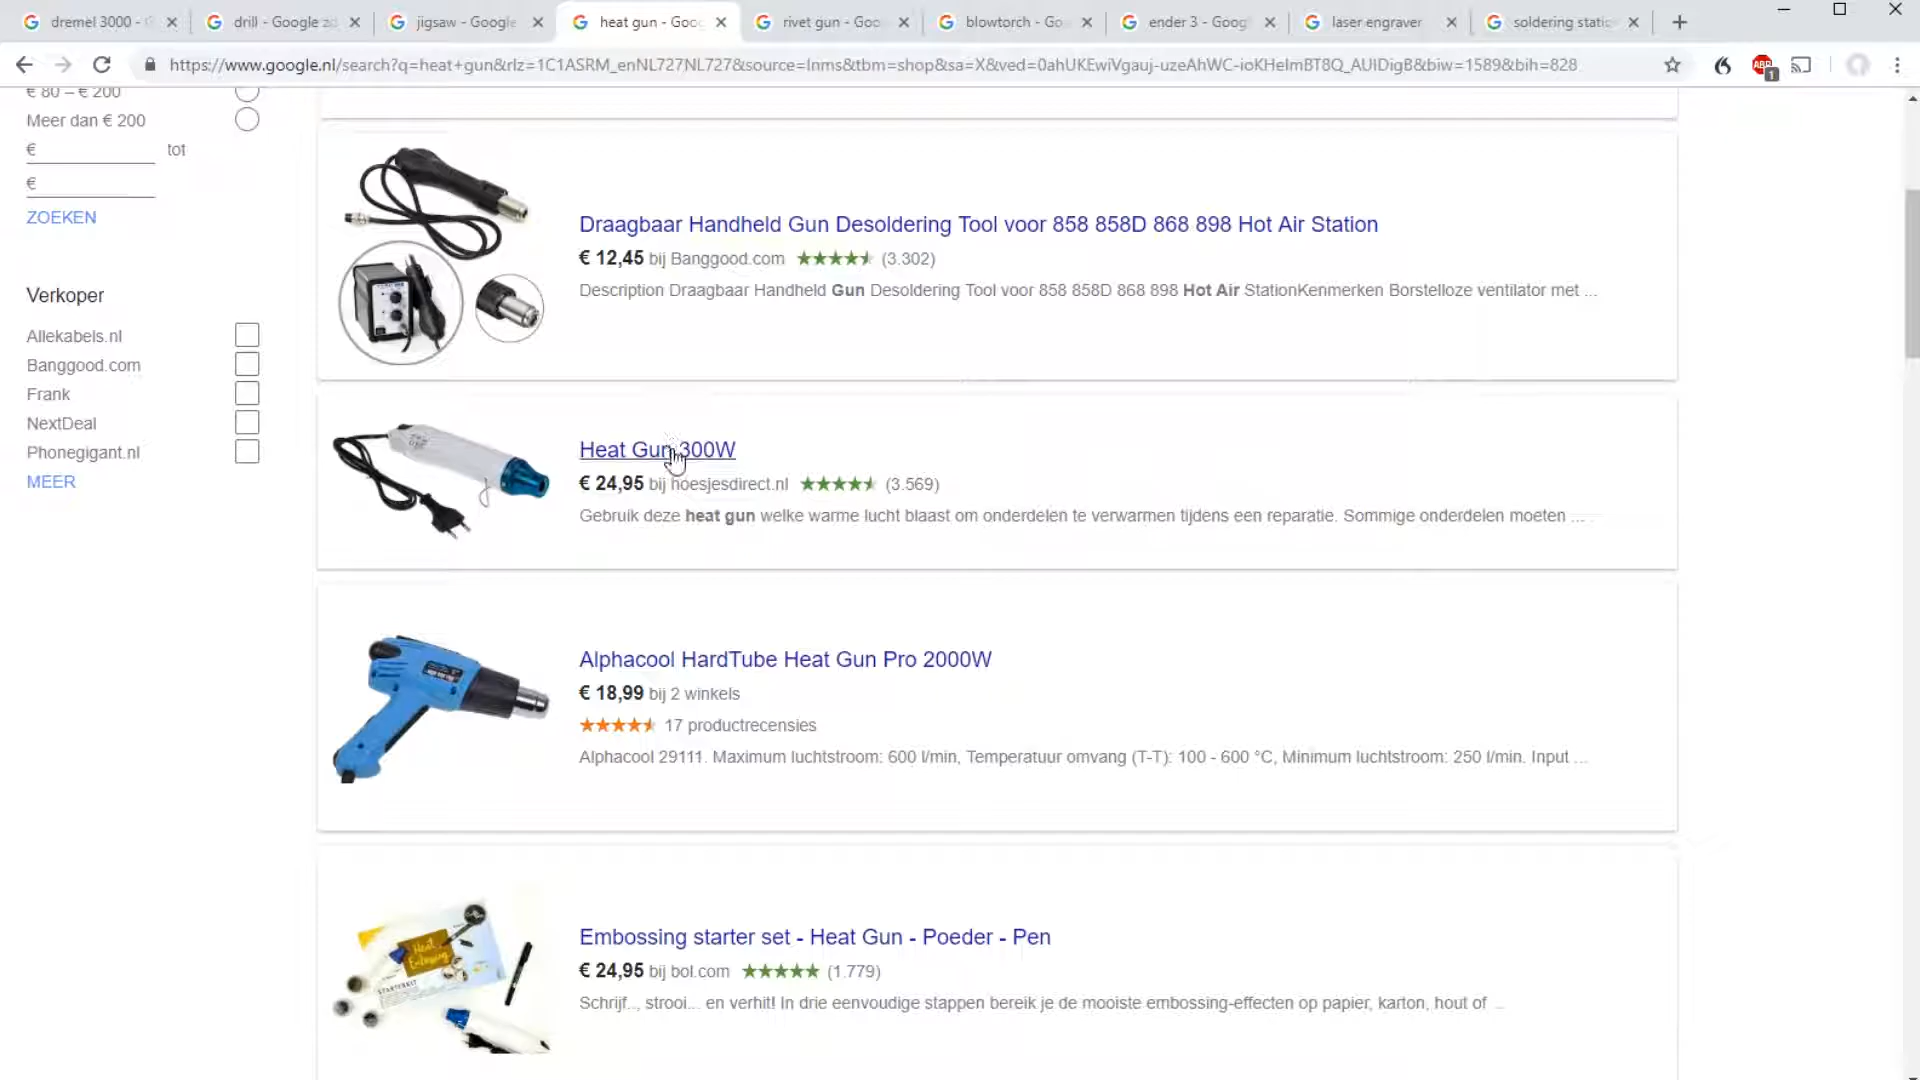 dremel 3000 - G
drill - Google zo
jigsaw - Google
heat gun - Goo
rivet gun - Goo
blowtorch - Go
ender 3 - Goog
laser engraver
soldering statio
https://www.google.nl/search?q=heat+gun&rlz=1C1ASRM_enNL727NL727&source=lnms&tbm=shop&sa=X&ved=0ahUKEwiVgauj-uzeAhWC-ioKHeImBT8Q_AUIDigB&biw=1589&bih=828
ABP
1
€ 80 – € 200
Meer dan € 200
€ tot
€
ZOEKEN
Verkoper
Allekabels.nl
Banggood.com
Frank
NextDeal
Phonegigant.nl
MEER
Draagbaar Handheld Gun Desoldering Tool voor 858 858D 868 898 Hot Air Station
€ 12,45 bij Banggood.com ★★★★★ (3.302)
Description Draagbaar Handheld Gun Desoldering Tool voor 858 858D 868 898 Hot Air StationKenmerken Borstelloze ventilator met ...
Heat Gun 300W
€ 24,95 bij hoesjesdirect.nl ★★★★★ (3.569)
Gebruik deze heat gun welke warme lucht blaast om onderdelen te verwarmen tijdens een reparatie. Sommige onderdelen moeten ...
Alphacool HardTube Heat Gun Pro 2000W
€ 18,99 bij 2 winkels
★★★★★ 17 productrecensies
Alphacool 29111. Maximum luchtstroom: 600 l/min, Temperatuur omvang (T-T): 100 - 600 °C, Minimum luchtstroom: 250 l/min. Input ...
Heat
Embossing
STARTERKIT
Embossing starter set - Heat Gun - Poeder - Pen
€ 24,95 bij bol.com ★★★★★ (1.779)
Schrijf..., strooi... en verhit! In drie eenvoudige stappen bereik je de mooiste embossing-effecten op papier, karton, hout of ...